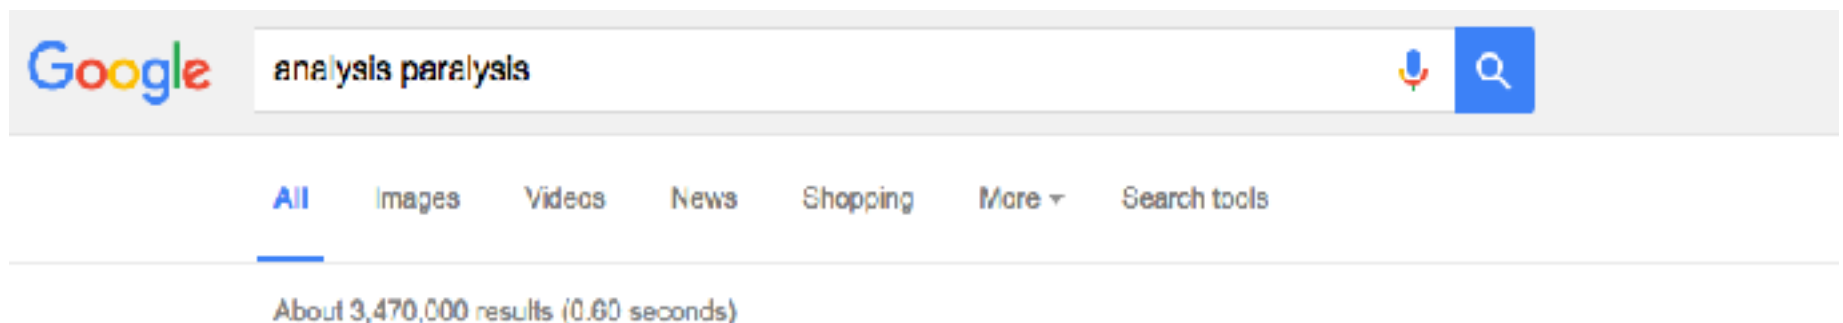 Google analysis paralysis
All Images Videos News Shopping More Search tools
About 3,470,000 results (0.60 seconds)